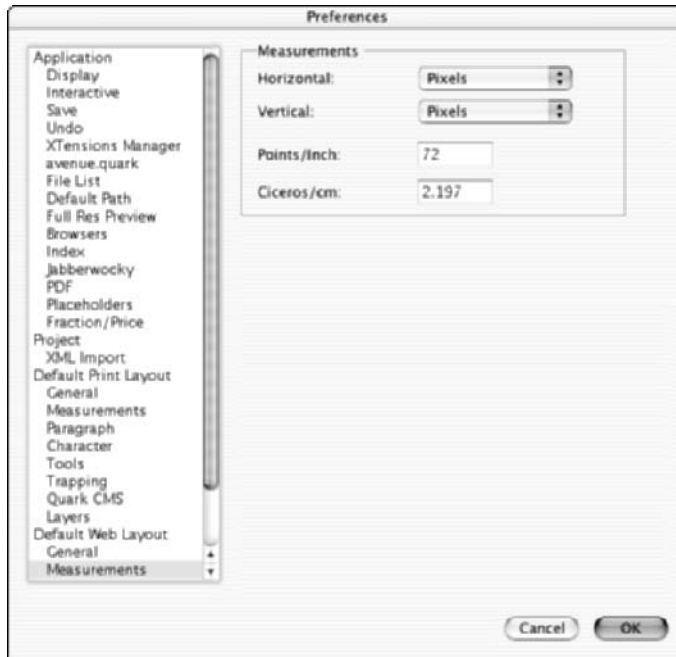 Preferences
Application
Display
Interactive
Save
Undo
XTensions Manager
avenue.quark
File List
Default Path
Full Res Preview
Browsers
Index
Jabberwocky
PDF
Placeholders
Fraction/Price
Project
XML Import
Default Print Layout
General
Measurements
Paragraph
Character
Tools
Trapping
Quark CMS
Layers
Default Web Layout
General
Measurements
Measurements
Horizontal: Pixels
Vertical: Pixels
Points/Inch: 72
Ciceros/cm: 2.197
Cancel OK